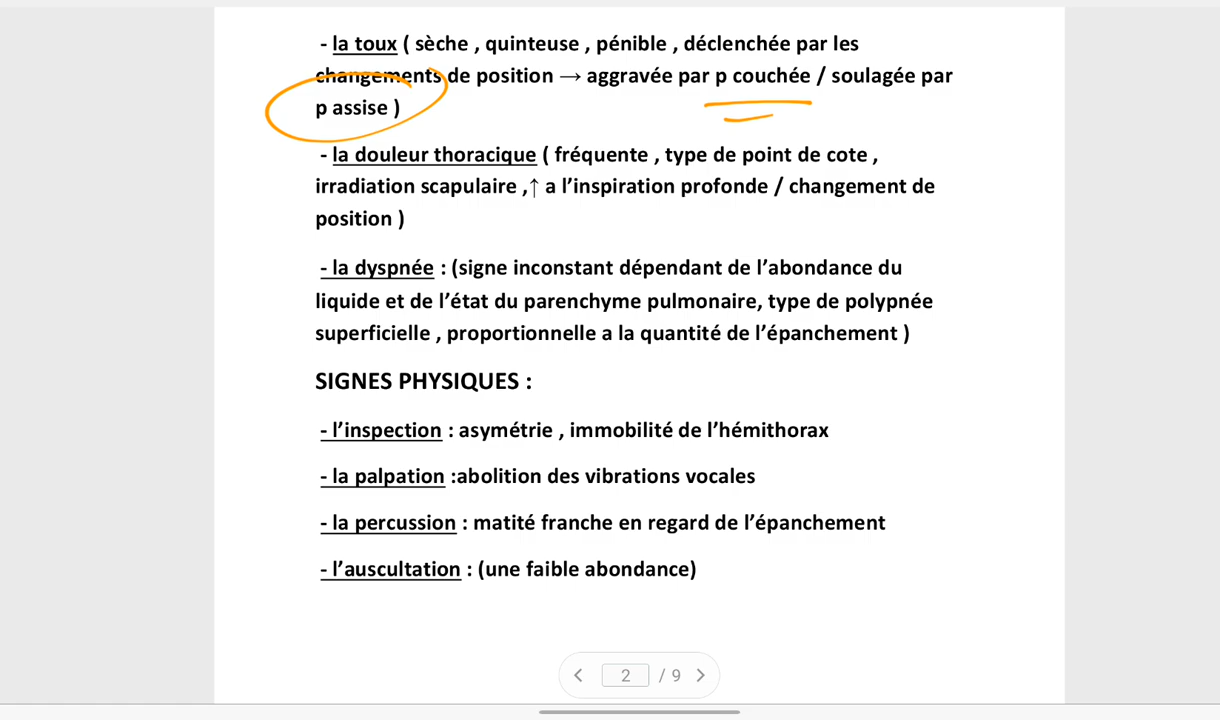 - la toux ( sèche , quinteuse , pénible , déclenchée par les
changements de position → aggravée par p couchée / soulagée par
p assise )
- la douleur thoracique ( fréquente , type de point de cote ,
irradiation scapulaire ,↑ a l’inspiration profonde / changement de
position )
- la dyspnée : (signe inconstant dépendant de l’abondance du
liquide et de l’état du parenchyme pulmonaire, type de polypnée
superficielle , proportionnelle a la quantité de l’épanchement )
SIGNES PHYSIQUES :
- l’inspection : asymétrie , immobilité de l’hémithorax
- la palpation :abolition des vibrations vocales
- la percussion : matité franche en regard de l’épanchement
- l’auscultation : (une faible abondance)
2 / 9